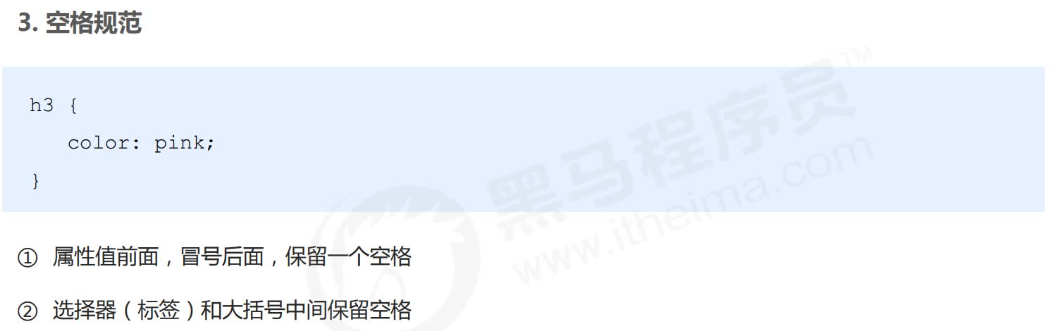 3. 空格规范
h3 {
color: pink;
}
① 属性值前面，冒号后面，保留一个空格
② 选择器（标签）和大括号中间保留空格
黑马程序员™
www.itheima.com